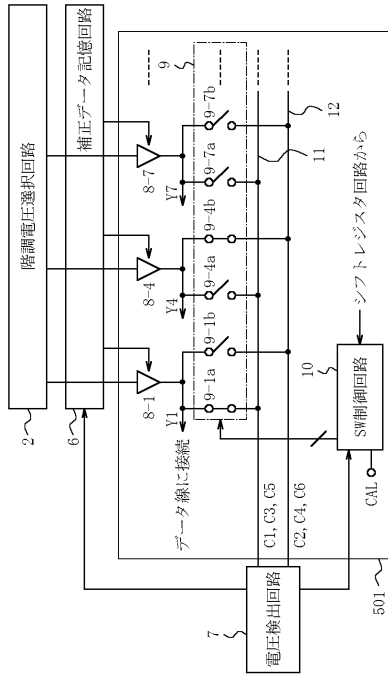 階調電圧選択回路
2
補正データ記憶回路
6
8-1
8-4
8-7
9
Y1
Y4
Y7
9-1a
9-1b
9-4a
9-4b
9-7a
9-7b
データ線に接続
C1, C3, C5
C2, C4, C6
11
12
電圧検出回路
7
10
SW制御回路
シフトレジスタ回路から
CAL
501